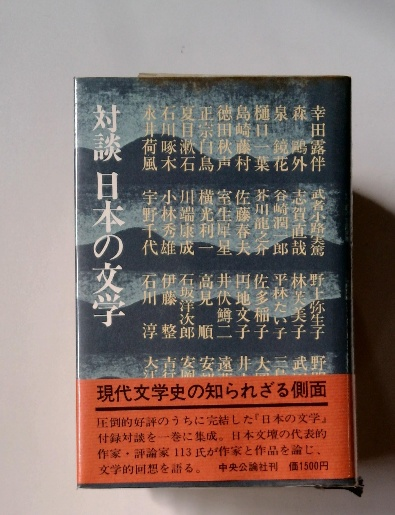 対談 日本の文学
幸田露伴 武者小路実篤 野上弥生子 野
森 鷗外 志賀直哉 林芙美子 武
泉 鏡花 谷崎潤一郎 平林たい子 三
樋口一葉 芥川龍之介 佐多稲子 大
島崎藤村 佐藤春夫 円地文子 井
徳田秋声 室生犀星 井伏鱒二 遠
正宗白鳥 横光利一 高見 順 安
夏目漱石 川端康成 石坂洋次郎 安
石川啄木 小林秀雄 伊藤 整 吉
永井荷風 宇野千代 石川 淳 大
現代文学史の知られざる側面
圧倒的好評のうちに完結した『日本の文学』
付録対談を一巻に集成。日本文壇の代表的
作家・評論家113氏が作家と作品を論じ、
文学的回想を語る。 中央公論社刊 価1500円